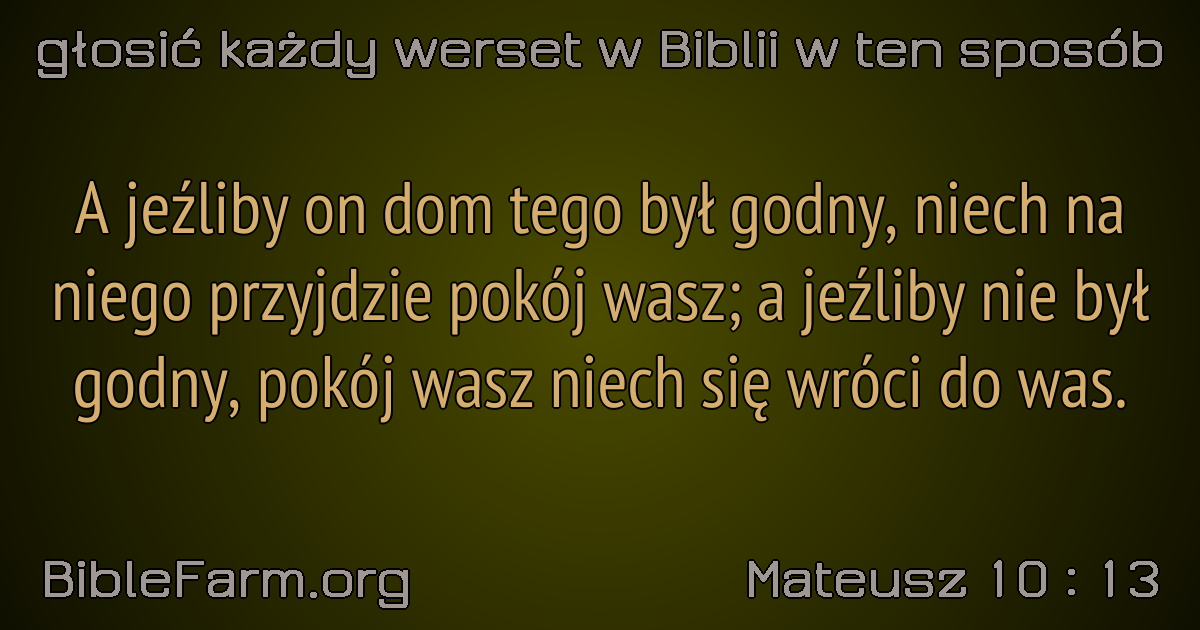 głosić każdy werset w Biblii w ten sposób
A jeźliby on dom tego był godny, niech na
niego przyjdzie pokój wasz; a jeźliby nie był
godny, pokój wasz niech się wróci do was.
BibleFarm.org
Mateusz 10 : 13